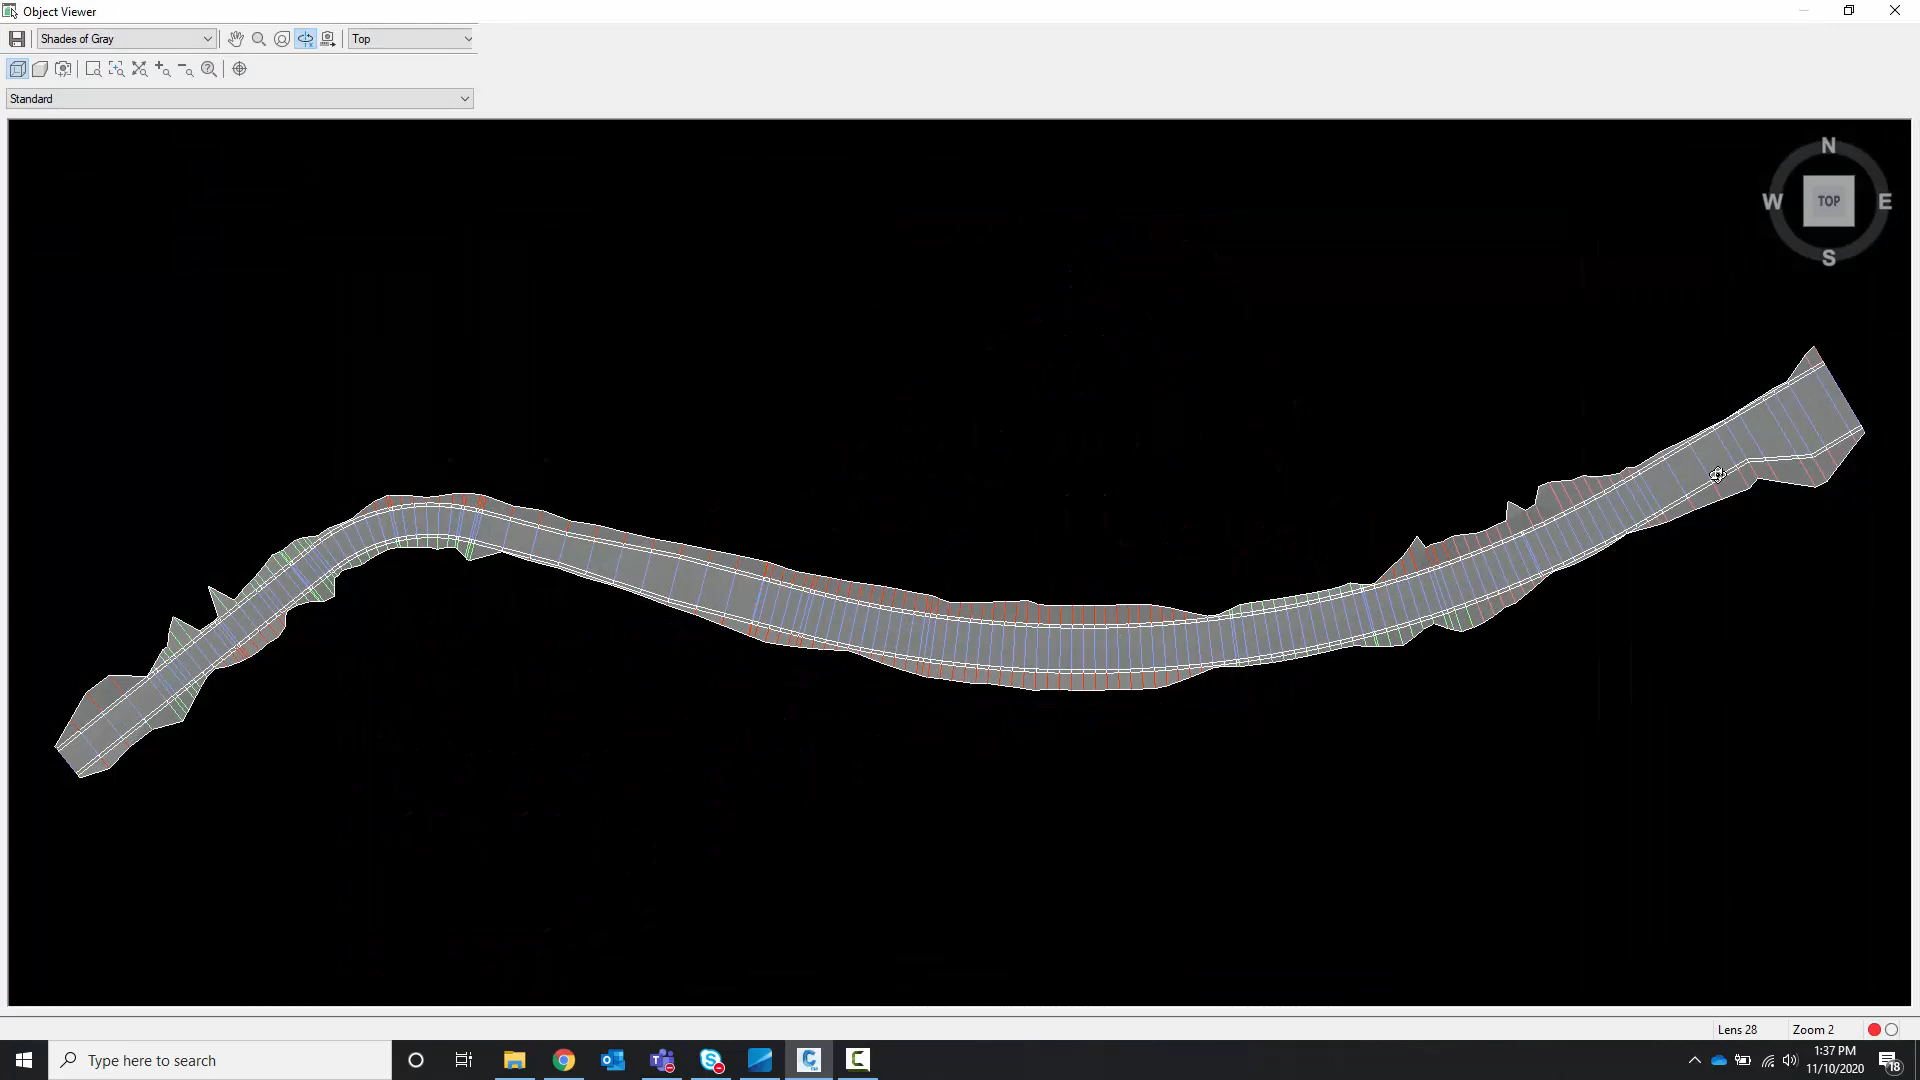 Object Viewer
Shades of Gray
Top
Standard
N
W TOP E
S
Lens 28 Zoom 2
Type here to search
1:37 PM
11/10/2020
18